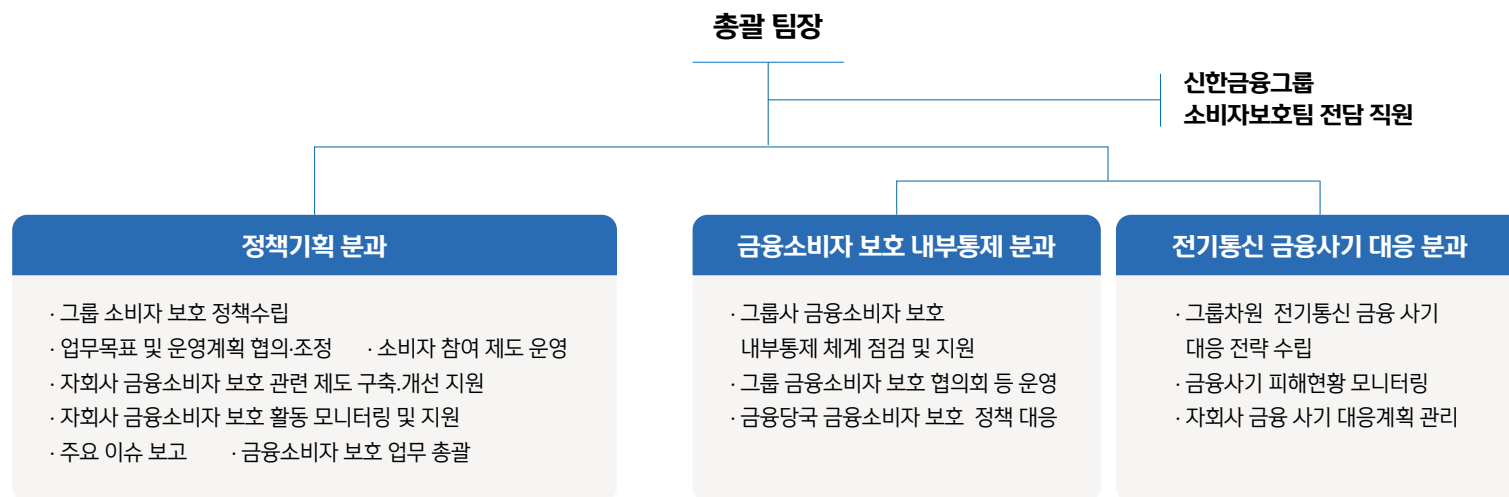 총괄 팀장
신한금융그룹
소비자보호팀 전담 직원
정책기획 분과
· 그룹 소비자 보호 정책수립
· 업무목표 및 운영계획 협의·조정 · 소비자 참여 제도 운영
· 자회사 금융소비자 보호 관련 제도 구축.개선 지원
· 자회사 금융소비자 보호 활동 모니터링 및 지원
· 주요 이슈 보고 · 금융소비자 보호 업무 총괄
금융소비자 보호 내부통제 분과
· 그룹사 금융소비자 보호
내부통제 체계 점검 및 지원
· 그룹 금융소비자 보호 협의회 등 운영
· 금융당국 금융소비자 보호 정책 대응
전기통신 금융사기 대응 분과
· 그룹차원 전기통신 금융 사기
대응 전략 수립
· 금융사기 피해현황 모니터링
· 자회사 금융 사기 대응계획 관리